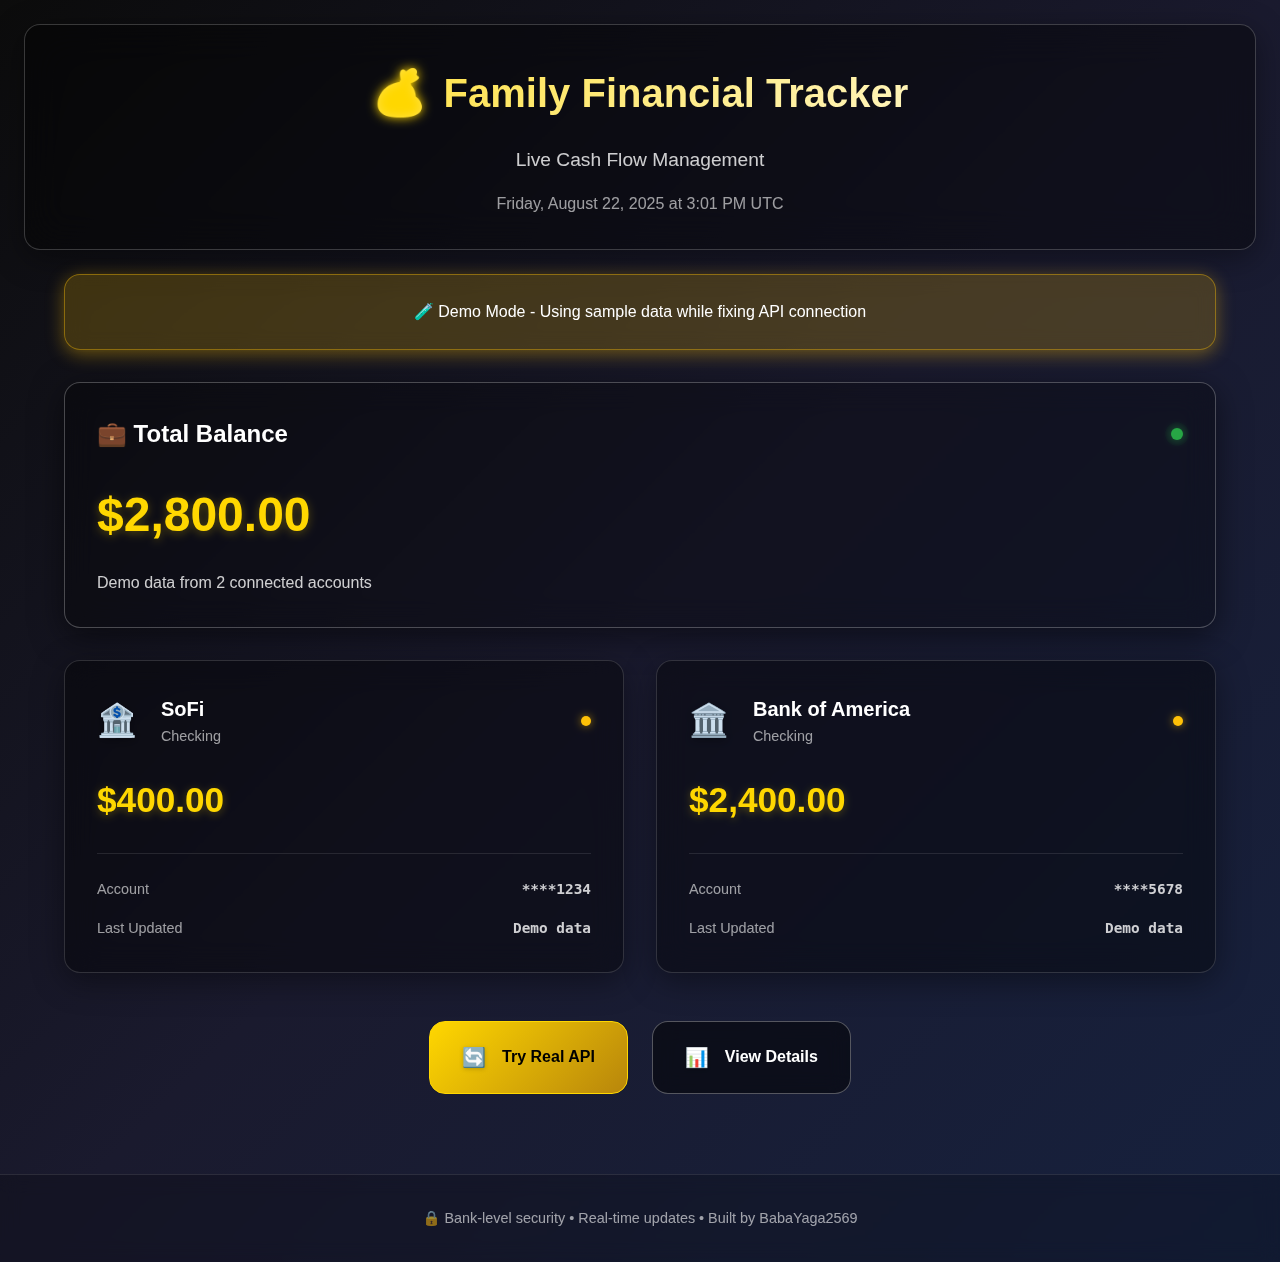 💰 Family Financial Tracker
Live Cash Flow Management
Friday, August 22, 2025 at 3:01 PM UTC
🧪 Demo Mode - Using sample data while fixing API connection
💼 Total Balance
$2,800.00
Demo data from 2 connected accounts
SoFi
Checking
$400.00
Account ****1234
Last Updated Demo data
Bank of America
Checking
$2,400.00
Account ****5678
Last Updated Demo data
🔄 Try Real API
📊 View Details
🔒 Bank-level security • Real-time updates • Built by BabaYaga2569